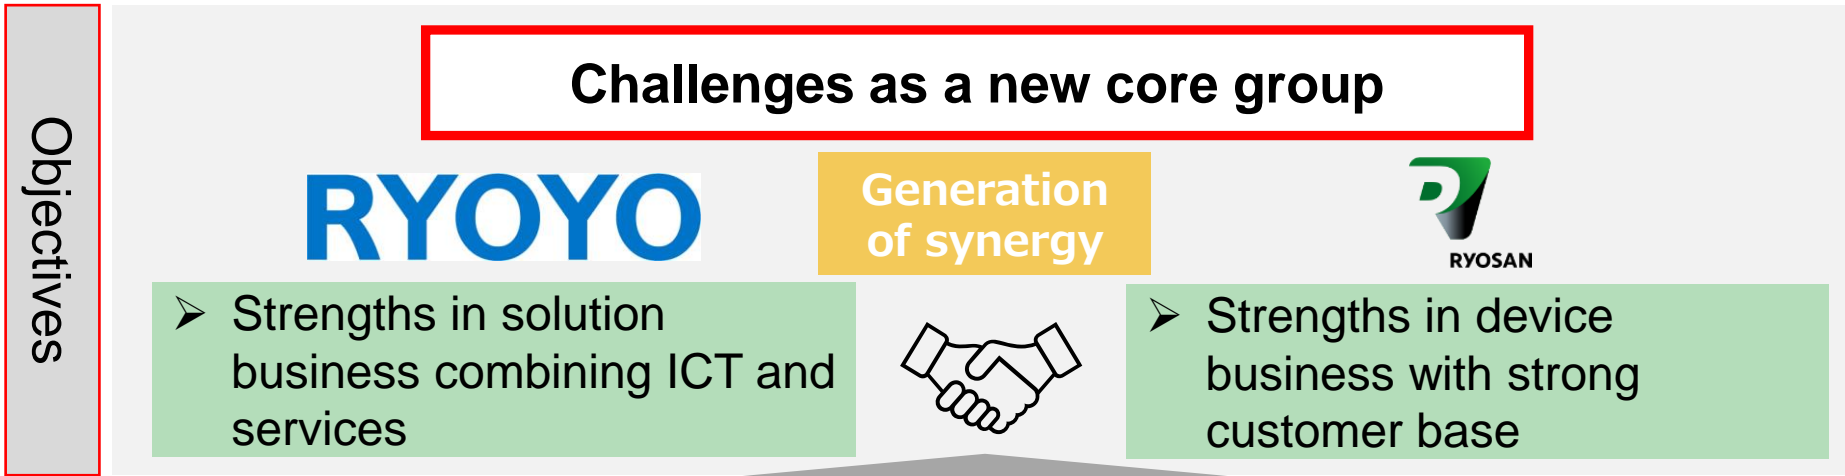 Objectives
Challenges as a new core group
RYOYO
Generation
of synergy
RYOSAN
➢ Strengths in solution
business combining ICT and
services
➢ Strengths in device
business with strong
customer base